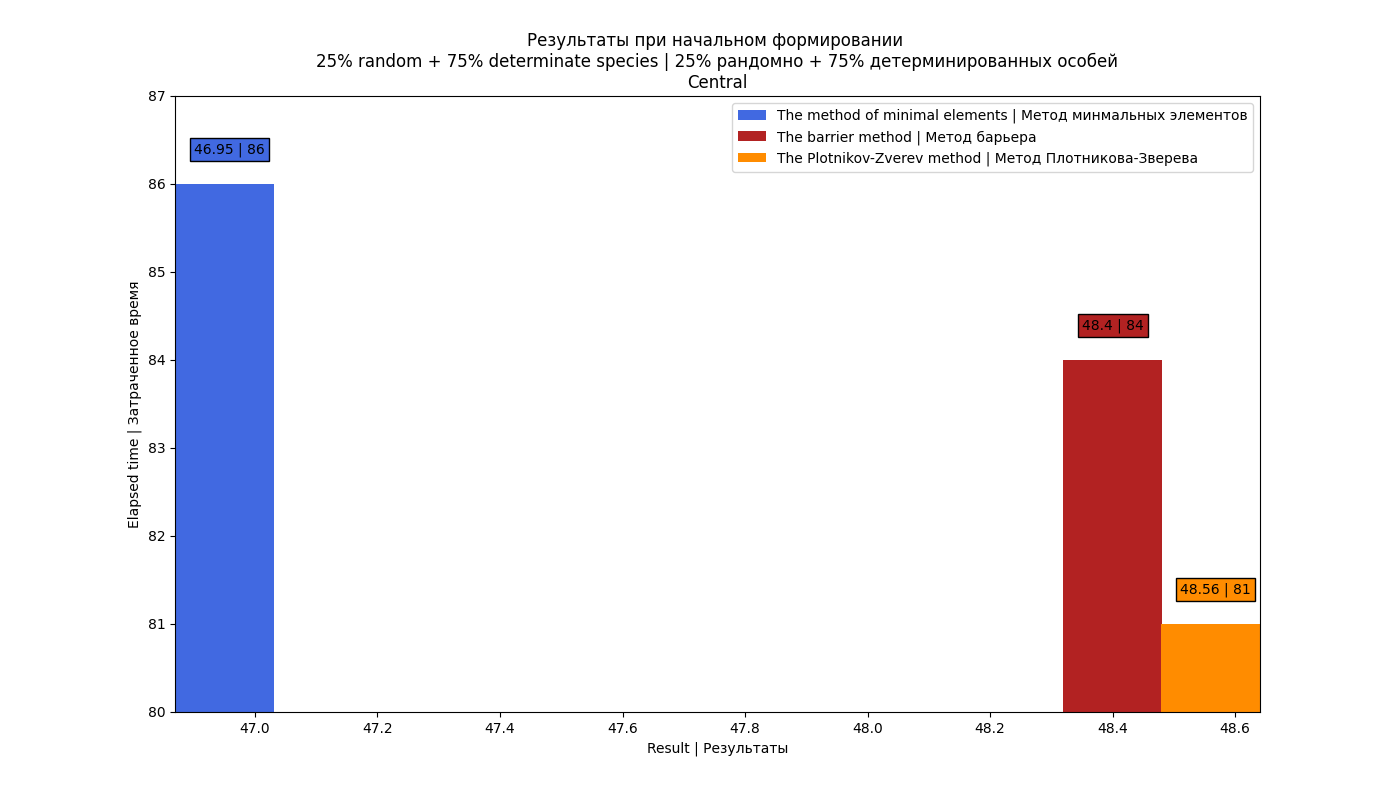 Результаты при начальном формировании
25% random + 75% determinate species | 25% рандомно + 75% детерминированных особей
Central
The method of minimal elements | Метод минмальных элементов
The barrier method | Метод барьера
The Plotnikov-Zverev method | Метод Плотникова-Зверева
87
86
85
84
83
82
81
80
Elapsed time | Затраченное время
46.95 | 86
48.4 | 84
48.56 | 81
47.0 47.2 47.4 47.6 47.8 48.0 48.2 48.4 48.6
Result | Результаты